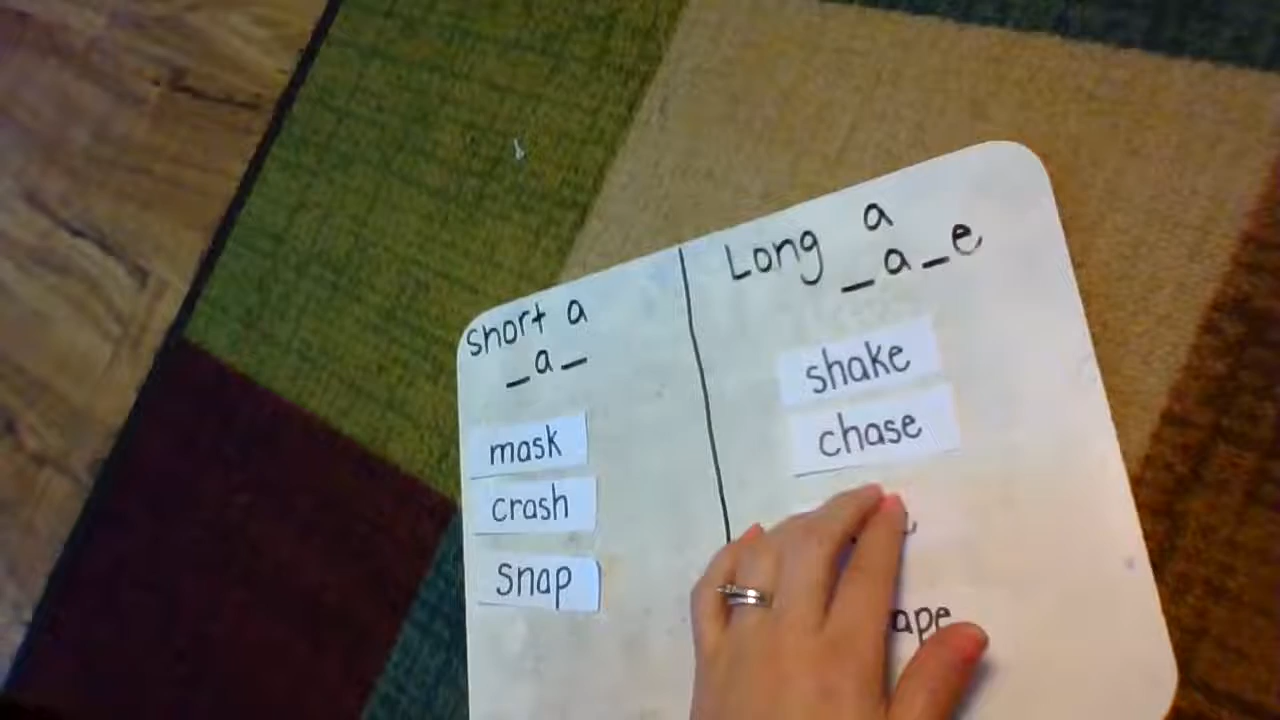 short a
_a_
mask
crash
snap
Long a
_a_e
shake
chase